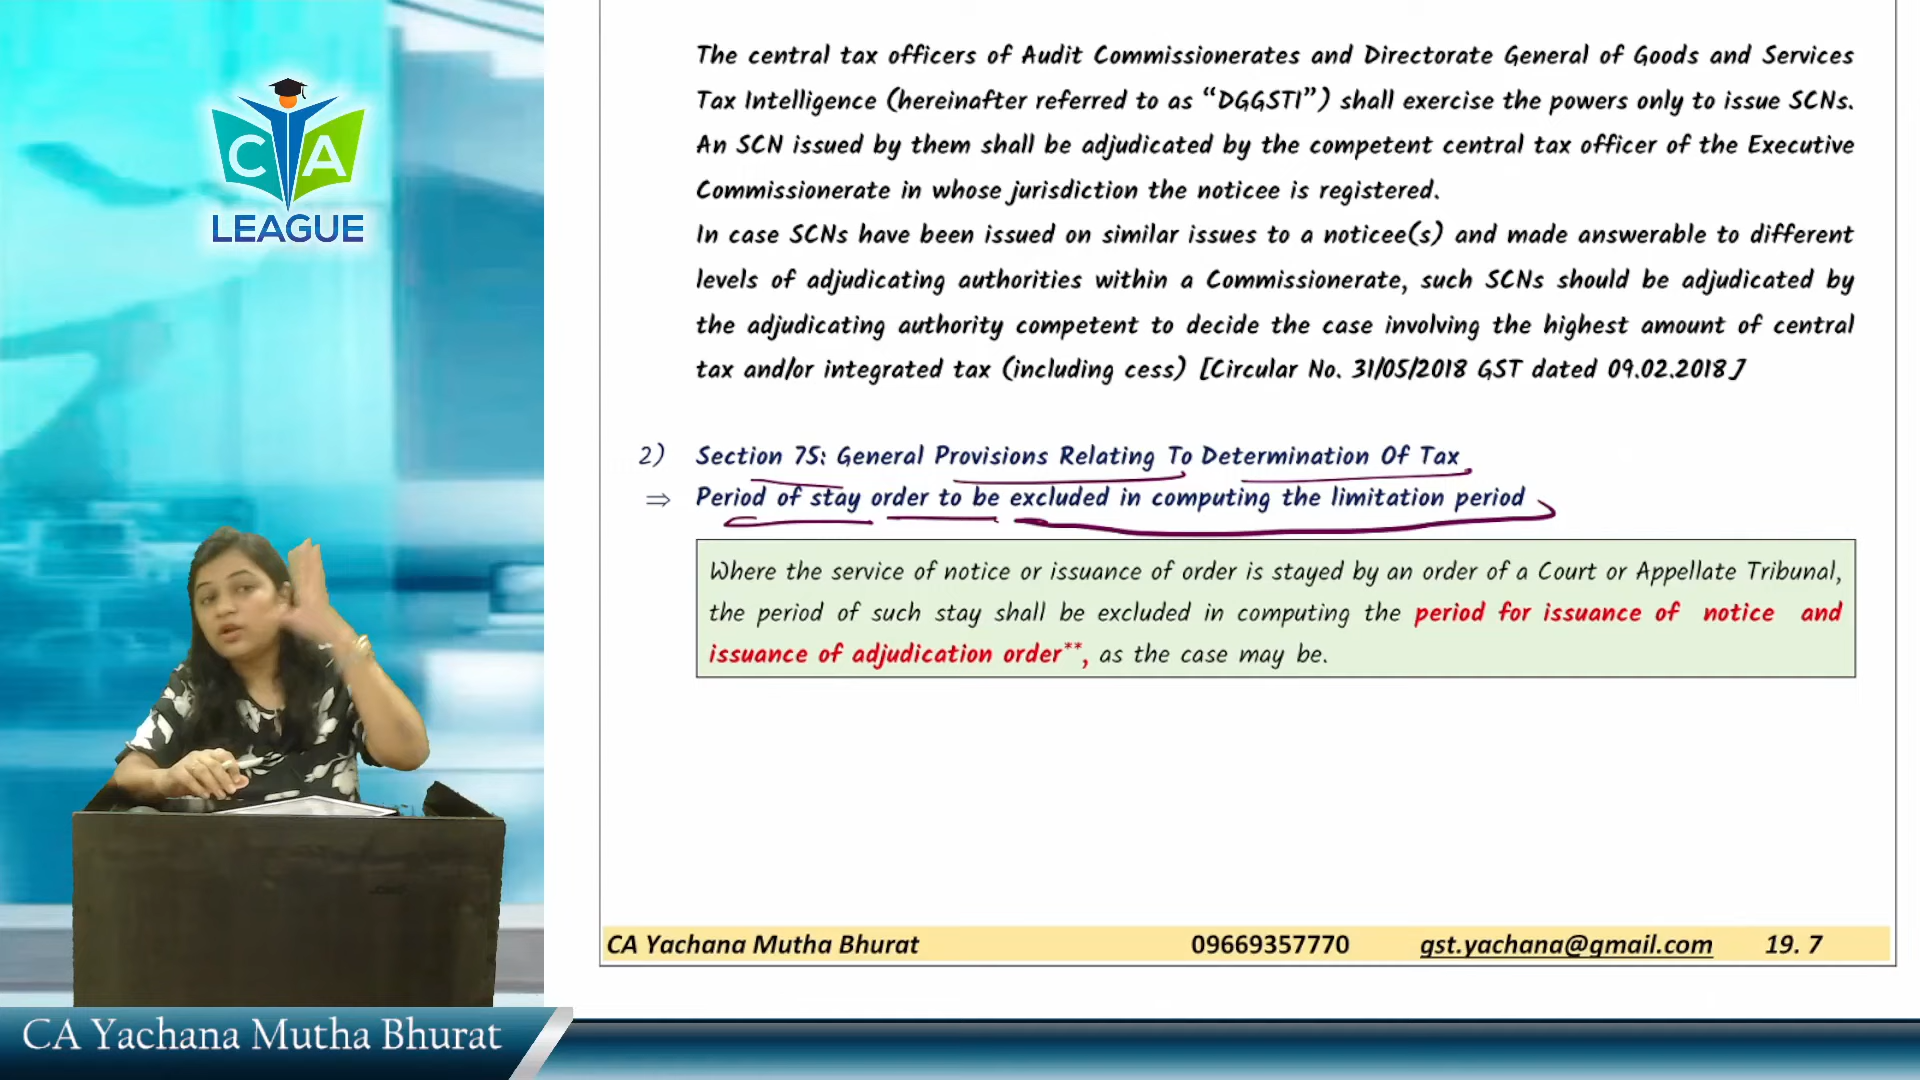 C A
LEAGUE
The central tax officers of Audit Commissionerates and Directorate General of Goods and Services
Tax Intelligence (hereinafter referred to as “DGGSTI”) shall exercise the powers only to issue SCNs.
An SCN issued by them shall be adjudicated by the competent central tax officer of the Executive
Commissionerate in whose jurisdiction the noticee is registered.
In case SCNs have been issued on similar issues to a noticee(s) and made answerable to different
levels of adjudicating authorities within a Commissionerate, such SCNs should be adjudicated by
the adjudicating authority competent to decide the case involving the highest amount of central
tax and/or integrated tax (including cess) [Circular No. 31/05/2018 GST dated 09.02.2018]
2) Section 75: General Provisions Relating To Determination Of Tax
⇒ Period of stay order to be excluded in computing the limitation period
Where the service of notice or issuance of order is stayed by an order of a Court or Appellate Tribunal,
the period of such stay shall be excluded in computing the period for issuance of notice and
issuance of adjudication order**, as the case may be.
CA Yachana Mutha Bhurat 09669357770 gst.yachana@gmail.com 19. 7
CA Yachana Mutha Bhurat